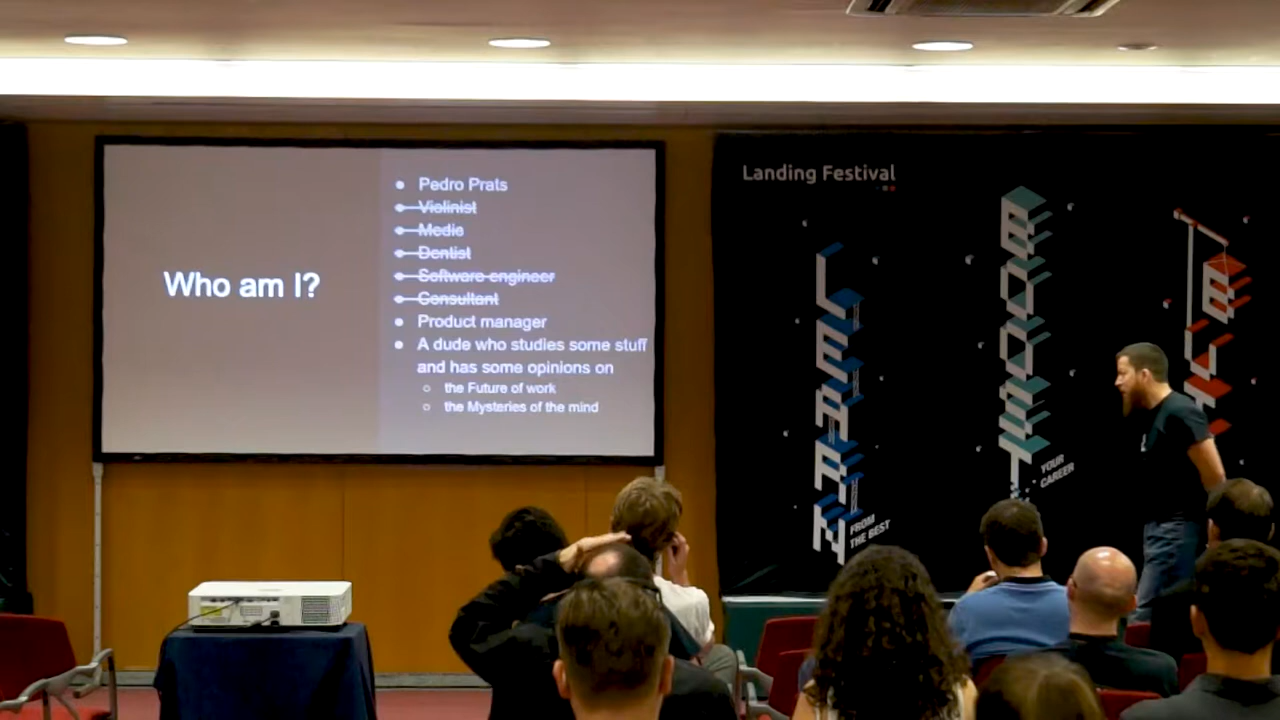 Who am I?
Pedro Prats
Violinist
Medic
Dentist
Software engineer
Consultant
Product manager
A dude who studies some stuff
and has some opinions on
the Future of work
the Mysteries of the mind
Landing Festival
LEARN
FROM
THE BEST
BOOST
YOUR
CAREER